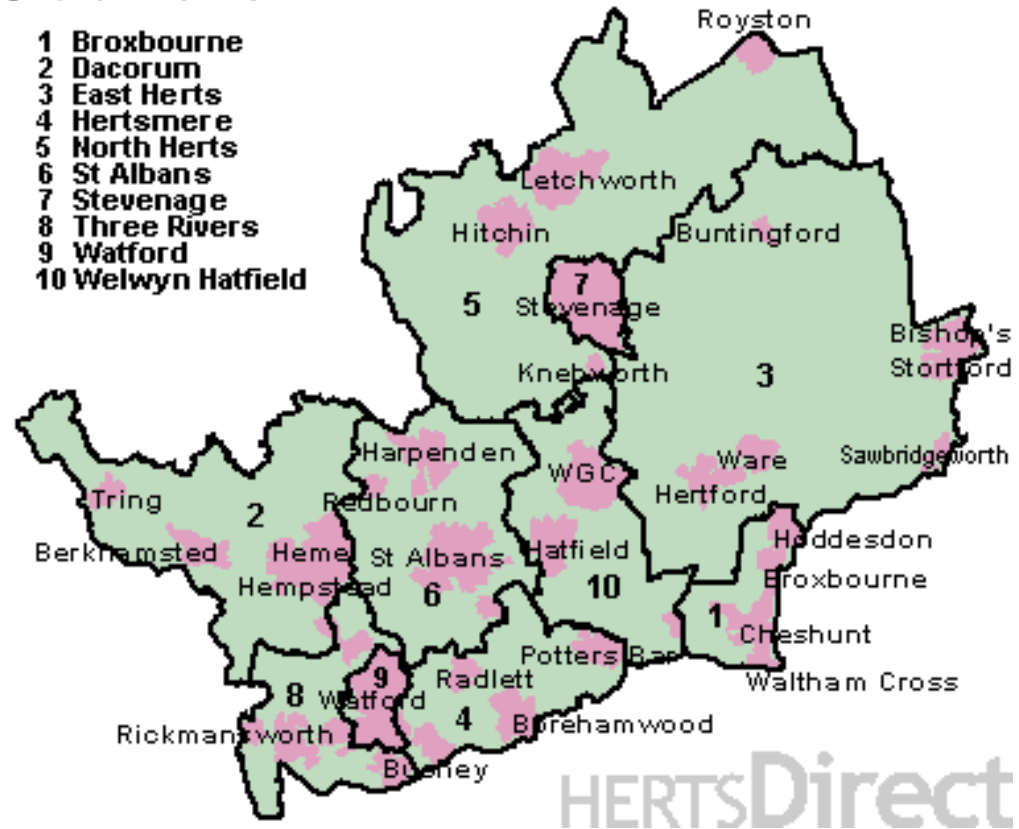 1 Broxbourne
2 Dacorum
3 East Herts
4 Hertsmere
5 North Herts
6 St Albans
7 Stevenage
8 Three Rivers
9 Watford
10 Welwyn Hatfield
Royston
Letchworth
Hitchin
Buntingford
7
Stevenage
5
Bishop's
Stortford
Knebworth
3
Harpenden
WGC
Ware
Sawbridgeworth
Tring
Redbourn
Hertford
2
Berkhamsted
Hemel
Hempstead
St Albans
6
Hatfield
10
Hoddesdon
Broxbourne
1
Cheshunt
Waltham Cross
Potters Bar
9
Watford
Radlett
8
4
Rickmansworth
Borehamwood
Bushey
HERTSDirect